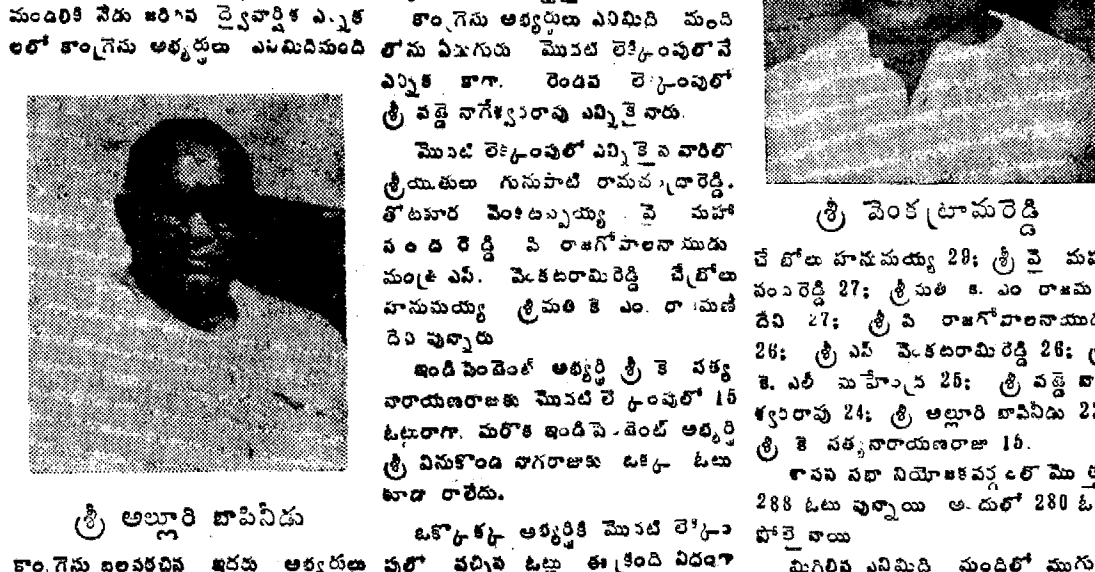 మండలికి నేడు జరిగిన ద్వైవార్షిక ఎన్నిక
లలో కాంగ్రెసు అభ్యర్థులు ఎనిమిదిమంది
శ్రీ అల్లూరి బాపినీడు
కాంగ్రెసు బలపరచిన ఇద్దరు అభ్యర్థులు
కాంగ్రెసు అభ్యర్థులు ఎనిమిది మంది
లోను ఏడుగురు మొదటి లెక్కింపులోనే
ఎన్నిక కాగా. రెండవ లెక్కింపులో
శ్రీ వడ్డె నాగేశ్వరరావు ఎన్నికైనారు.
మొదటి లెక్కింపులో ఎన్నికైన వారిలో
శ్రీయుతులు గునుపాటి రామచంద్రారెడ్డి.
తోటకూర వెంకటప్పయ్య వై మహా
నందరెడ్డి పి రాజగోపాలనాయుడు
మంత్రి ఎస్. వెంకటరామిరెడ్డి చేబ్రోలు
హనుమయ్య శ్రీమతి కె ఎం. రాజమణి
దేవి వున్నారు
ఇండిపెండెంట్ అభ్యర్థి శ్రీ కె సత్య
నారాయణరాజుకు మొదటి లెక్కింపులో 15
ఓట్లురాగా. మరొక ఇండిపెండెంట్ అభ్యర్థి
శ్రీ వినుకొండ నాగరాజుకు ఒక్క ఓటు
కూడా రాలేదు.
ఒక్కొక్క అభ్యర్థికి మొదటి లెక్కిం
పులో వచ్చిన ఓట్లు ఈ క్రింది విధంగా
శ్రీ వెంకట్రామరెడ్డి
చేబ్రోలు హనుమయ్య 29; శ్రీ వై
నందరెడ్డి 27; శ్రీమతి కె. ఎం రాజమ
దేవి 27; శ్రీ పి రాజగోపాలనాయు
26; శ్రీ ఎస్ వెంకటరామిరెడ్డి 26;
కె. ఎలీ మహేంద్ర 25; శ్రీ వడ్డె
శ్వరరావు 24; శ్రీ అల్లూరి బాపినీడు
శ్రీ కె సత్యనారాయణరాజు 15.
శాసన సభా నియోజకవర్గంలో
288 ఓట్లు వున్నాయి అందులో 280
పోలైనాయి
మిగిలిన ఎనిమిది మందిలో